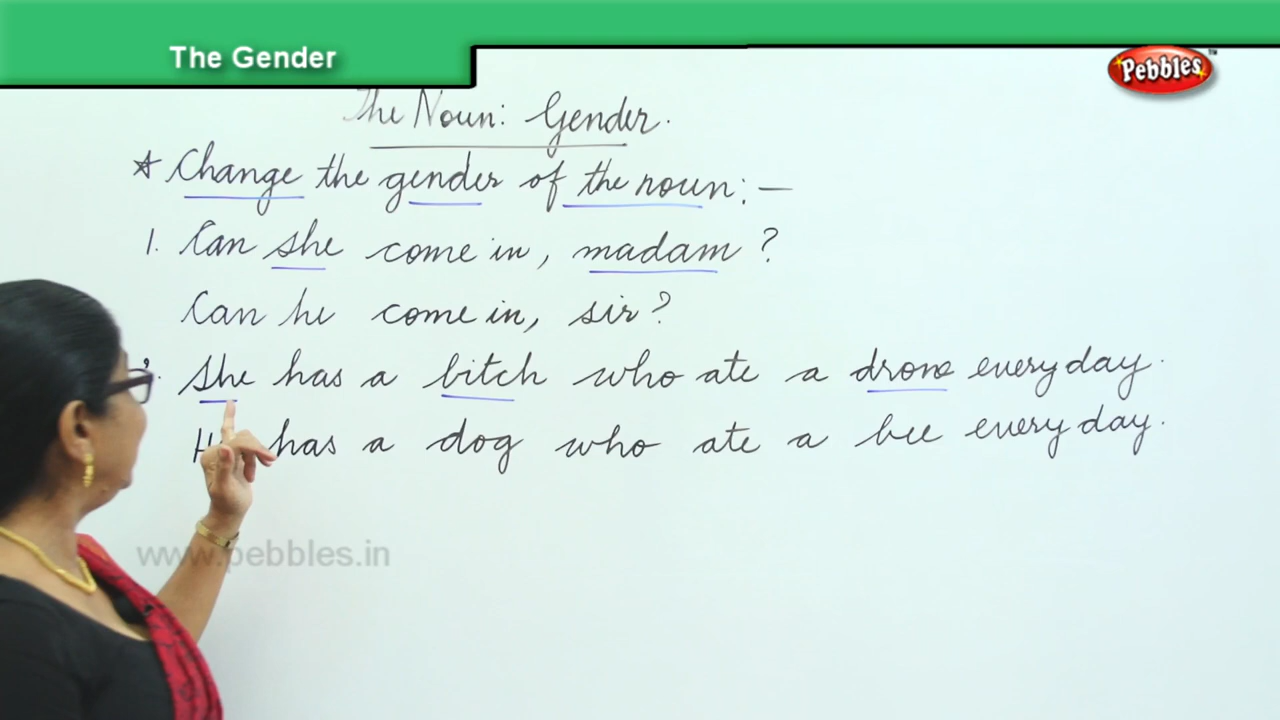 The Gender
Pebbles™
The Noun: Gender.
☆ Change the gender of the noun: —
1. Can she come in, madam?
Can he come in, sir?
She has a bitch who ate a drone everyday.
has a dog who ate a bee everyday.
www.pebbles.in